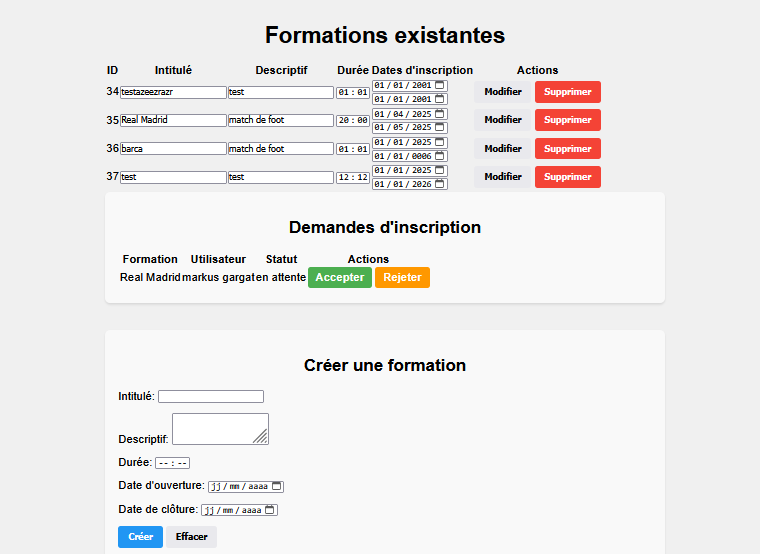 Formations existantes
ID Intitulé Descriptif Durée Dates d'inscription Actions
34 testazeezrazr test 01:01 01/01/2001 01/01/2001 Modifier Supprimer
35 Real Madrid match de foot 20:00 01/04/2025 01/05/2025 Modifier Supprimer
36 barca match de foot 01:01 01/01/2025 01/01/0006 Modifier Supprimer
37 test test 12:12 01/01/2025 01/01/2026 Modifier Supprimer
Demandes d'inscription
Formation Utilisateur Statut Actions
Real Madrid markus gargat en attente Accepter Rejeter
Créer une formation
Intitulé:
Descriptif:
Durée: --:--
Date d'ouverture: jj/mm/aaaa
Date de clôture: jj/mm/aaaa
Créer Effacer